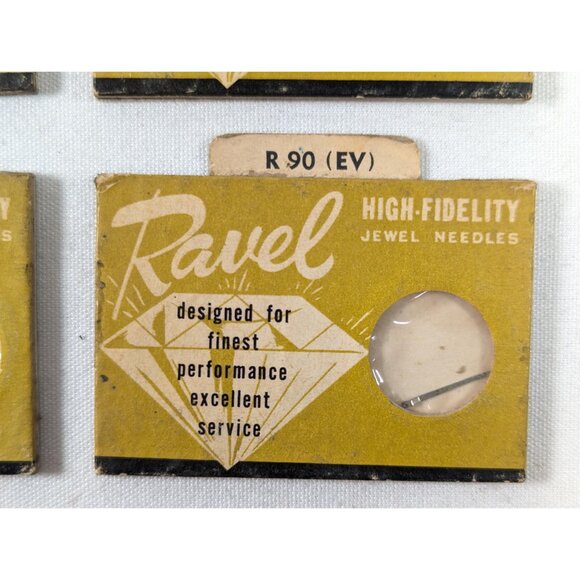 R 90 (EV)
Ravel
HIGH-FIDELITY
JEWEL NEEDLES
designed for
finest
performance
excellent
service